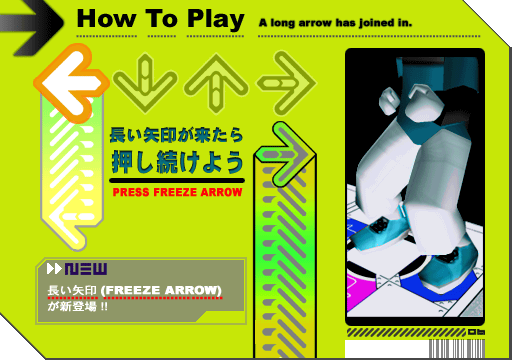 How To Play
A long arrow has joined in.
長い矢印が来たら
押し続けよう
PRESS FREEZE ARROW
NEW
長い矢印 (FREEZE ARROW)
が新登場 !!
06